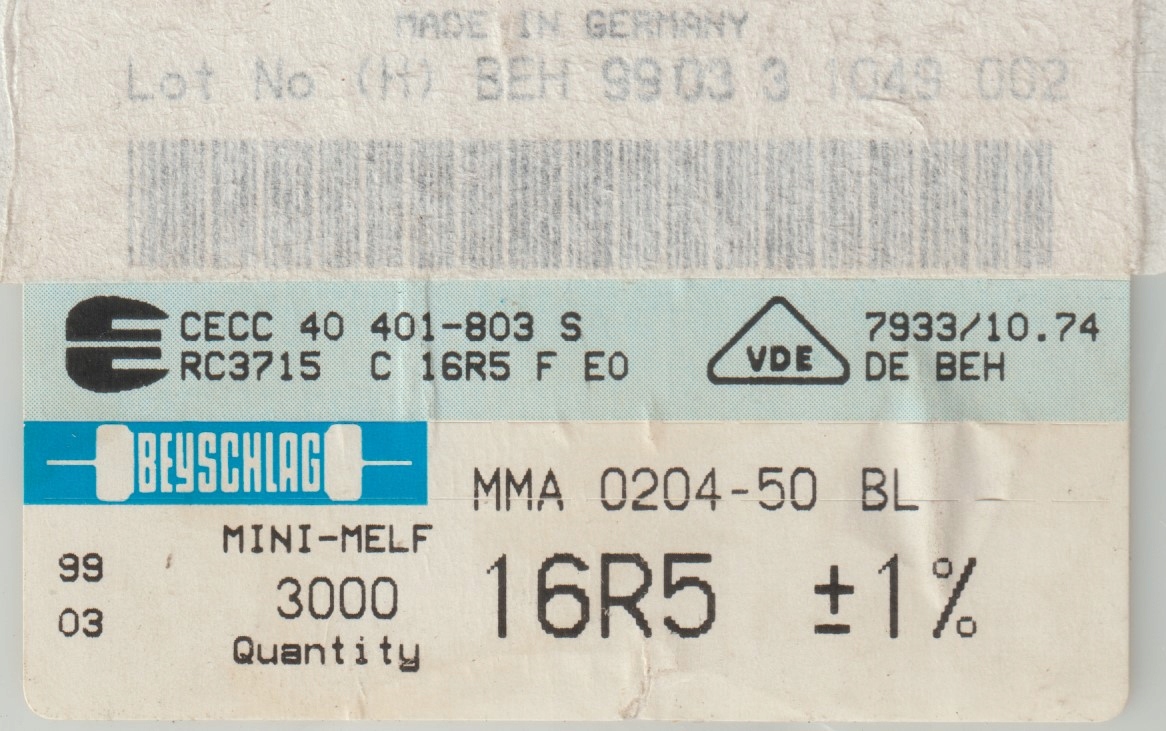 MADE IN GERMANY
Lot No (H) BEH 9903 3 1049 002
CECC 40 401-803 S
RC3715 C 16R5 F E0
VDE
7933/10.74
DE BEH
BEYSCHLAG
MMA 0204-50 BL
MINI-MELF
99
03
3000
Quantity
16R5 ±1%